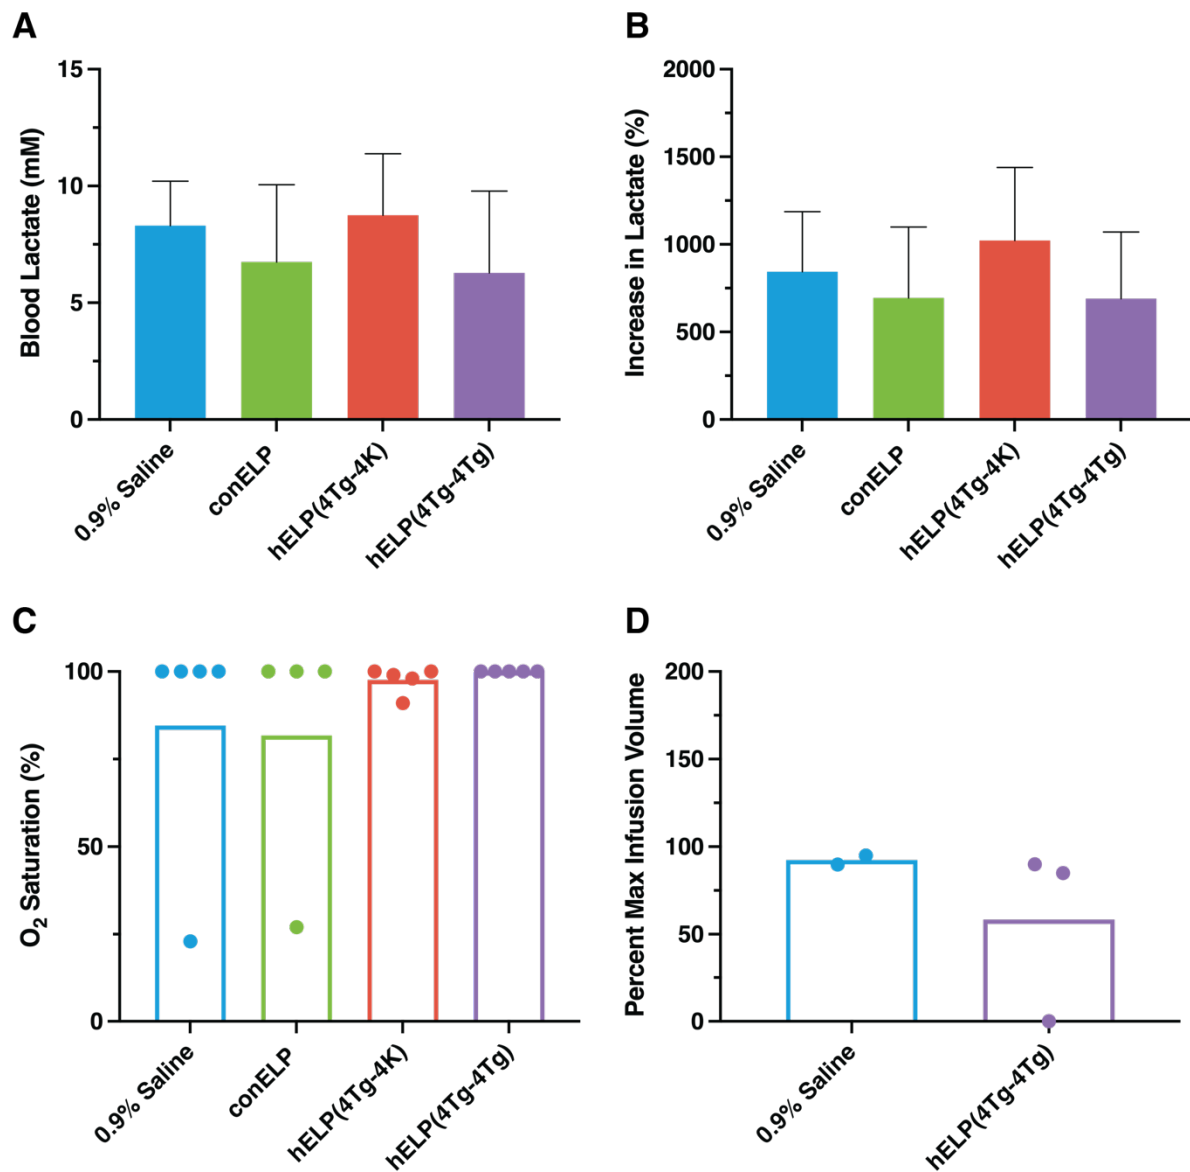 A
Blood Lactate (mM)
15
10
5
0
0.9% Saline
conELP
hELP(4Tg-4K)
hELP(4Tg-4Tg)
B
Increase in Lactate (%)
2000
1500
1000
500
0
0.9% Saline
conELP
hELP(4Tg-4K)
hELP(4Tg-4Tg)
C
O₂ Saturation (%)
100
50
0
0.9% Saline
conELP
hELP(4Tg-4K)
hELP(4Tg-4Tg)
D
Percent Max Infusion Volume
200
150
100
50
0
0.9% Saline
hELP(4Tg-4Tg)